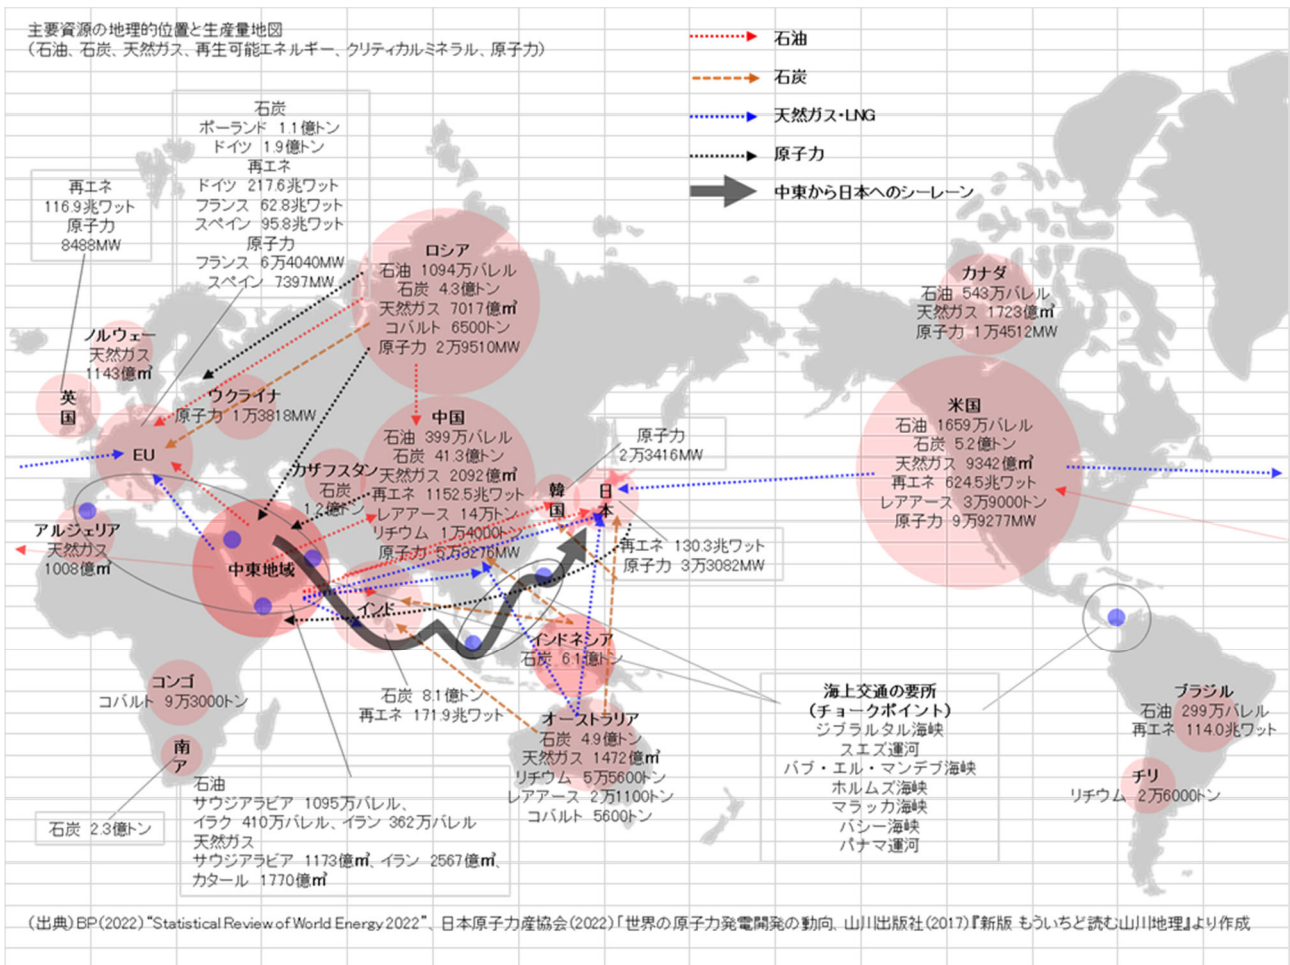 主要資源の地理的位置と生産量地図
(石油、石炭、天然ガス、再生可能エネルギー、クリティカルミネラル、原子力)
石油
石炭
天然ガス・LNG
原子力
中東から日本へのシーレーン
石炭
ポーランド 1.1億トン
ドイツ 1.9億トン
再エネ
ドイツ 217.6兆ワット
フランス 62.8兆ワット
スペイン 95.8兆ワット
原子力
フランス 6万4040MW
スペイン 7397MW
再エネ
116.9兆ワット
原子力
8488MW
ロシア
石油 1094万バレル
石炭 4.3億トン
天然ガス 7017億㎥
コバルト 6500トン
原子力 2万9510MW
カナダ
石油 543万バレル
天然ガス 1723億㎥
原子力 1万4512MW
ノルウェー
天然ガス
1143億㎥
英国
ウクライナ
原子力 1万3818MW
EU
中国
石油 399万バレル
石炭 41.3億トン
天然ガス 2092億㎥
再エネ 1152.5兆ワット
レアアース 14万トン
リチウム 1万4000トン
原子力 5万3276MW
カザフスタン
石炭
1.2億トン
原子力
2万3416MW
韓国
日本
再エネ 130.3兆ワット
原子力 3万3082MW
米国
石油 1659万バレル
石炭 5.2億トン
天然ガス 9342億㎥
再エネ 624.5兆ワット
レアアース 3万9000トン
原子力 9万9277MW
アルジェリア
天然ガス
1008億㎥
中東地域
インド
石炭 8.1億トン
再エネ 171.9兆ワット
インドネシア
石炭 6.1億トン
コンゴ
コバルト 9万3000トン
南ア
石炭 2.3億トン
石油
サウジアラビア 1095万バレル、
イラク 410万バレル、イラン 362万バレル
天然ガス
サウジアラビア 1173億㎥、イラン 2567億㎥、
カタール 1770億㎥
オーストラリア
石炭 4.9億トン
天然ガス 1472億㎥
リチウム 5万5600トン
レアアース 2万1100トン
コバルト 5600トン
海上交通の要所
(チョークポイント)
ジブラルタル海峡
スエズ運河
バブ・エル・マンデブ海峡
ホルムズ海峡
マラッカ海峡
バシー海峡
パナマ運河
ブラジル
石油 299万バレル
再エネ 114.0兆ワット
チリ
リチウム 2万6000トン
(出典)BP(2022)“Statistical Review of World Energy 2022”、日本原子力産協会(2022)「世界の原子力発電開発の動向、山川出版社(2017)『新版 もういちど読む山川地理』より作成